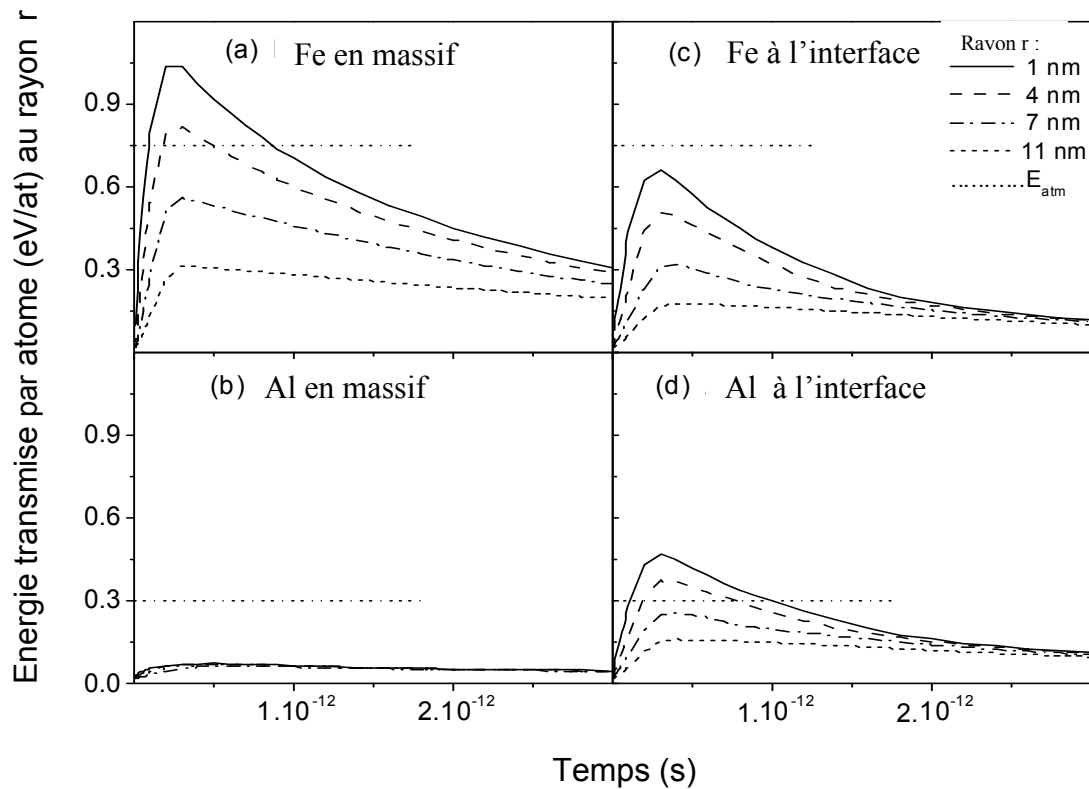 Energie transmise par atome (eV/at) au rayon r
(a) Fe en massif
(c) Fe à l'interface
Ravon r :
1 nm
4 nm
7 nm
11 nm
E_atm
0.9
0.6
0.3
(b) Al en massif
(d) Al à l'interface
0.9
0.6
0.3
0.0
1.10^-12
2.10^-12
1.10^-12
2.10^-12
Temps (s)